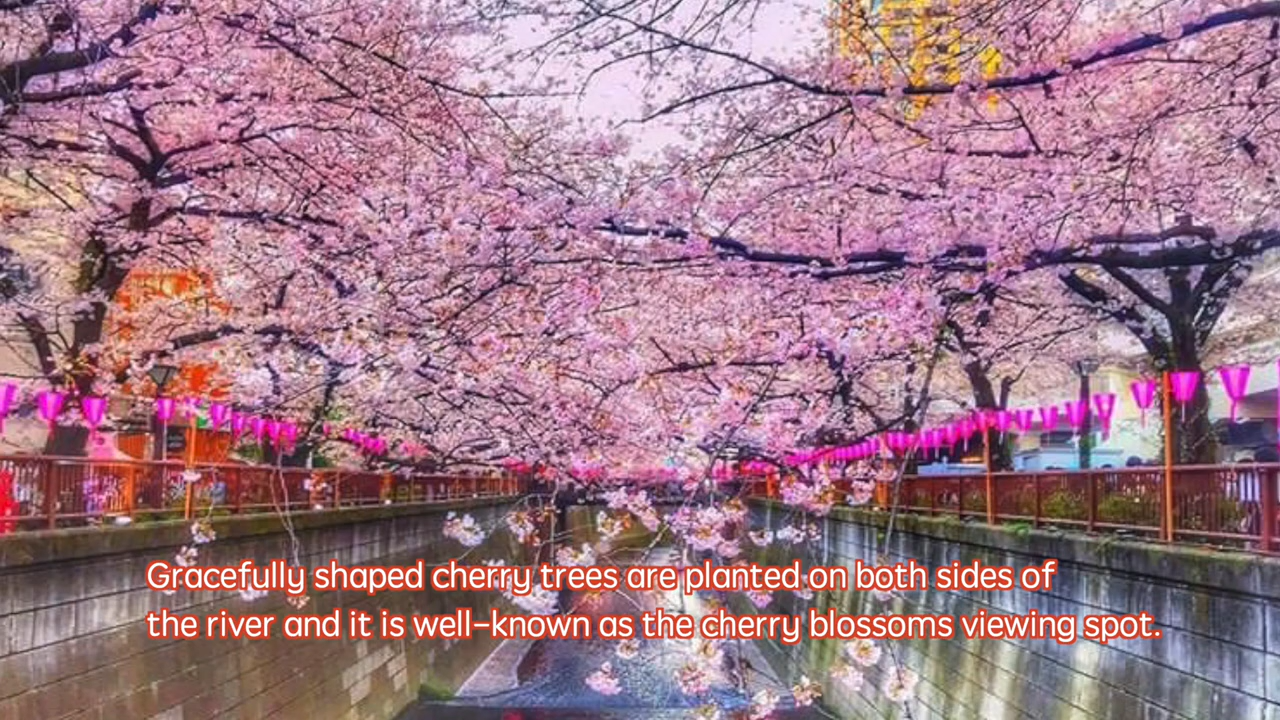 Gracefully shaped cherry trees are planted on both sides of
the river and it is well-known as the cherry blossoms viewing spot.